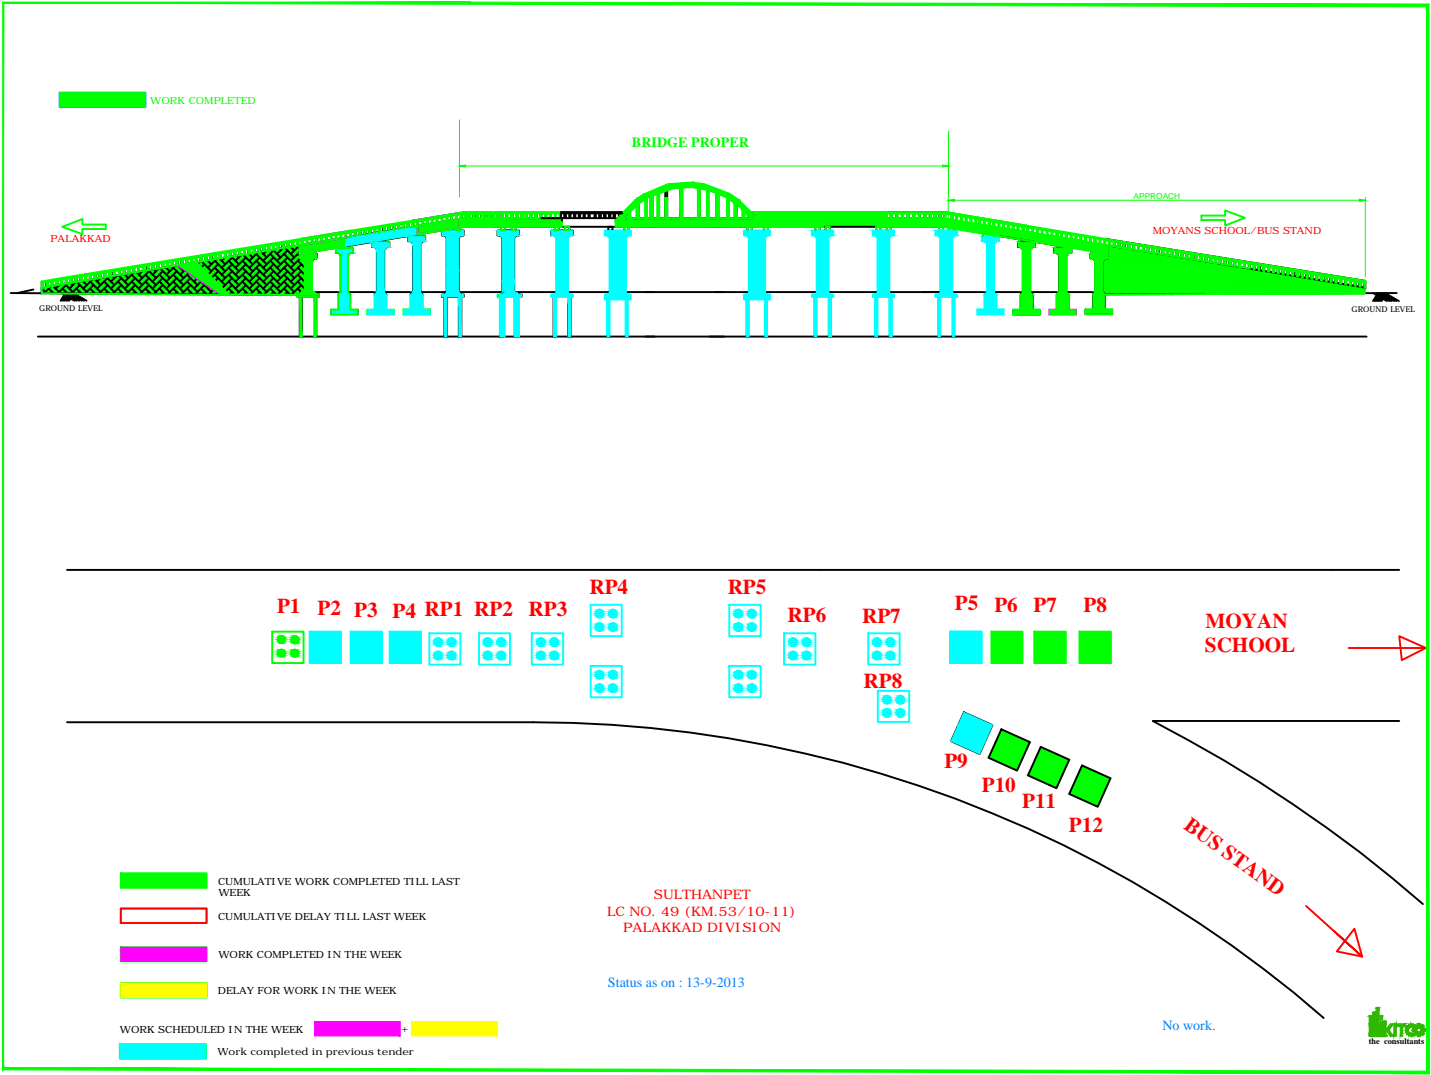 WORK COMPLETED
BRIDGE PROPER
APPROACH
PALAKKAD
MOYANS SCHOOL/BUS STAND
GROUND LEVEL
GROUND LEVEL
P1
P2
P3
P4
RP1
RP2
RP3
RP4
RP5
RP6
RP7
P5
P6
P7
P8
MOYAN
SCHOOL
RP8
P9
P10
P11
P12
BUS STAND
CUMULATIVE WORK COMPLETED TILL LAST
WEEK
CUMULATIVE DELAY TILL LAST WEEK
WORK COMPLETED IN THE WEEK
DELAY FOR WORK IN THE WEEK
WORK SCHEDULED IN THE WEEK +
Work completed in previous tender
SULTHANPET
LC NO. 49 (KM.53/10-11)
PALAKKAD DIVISION
Status as on : 13-9-2013
No work.
KITCO
the consultants